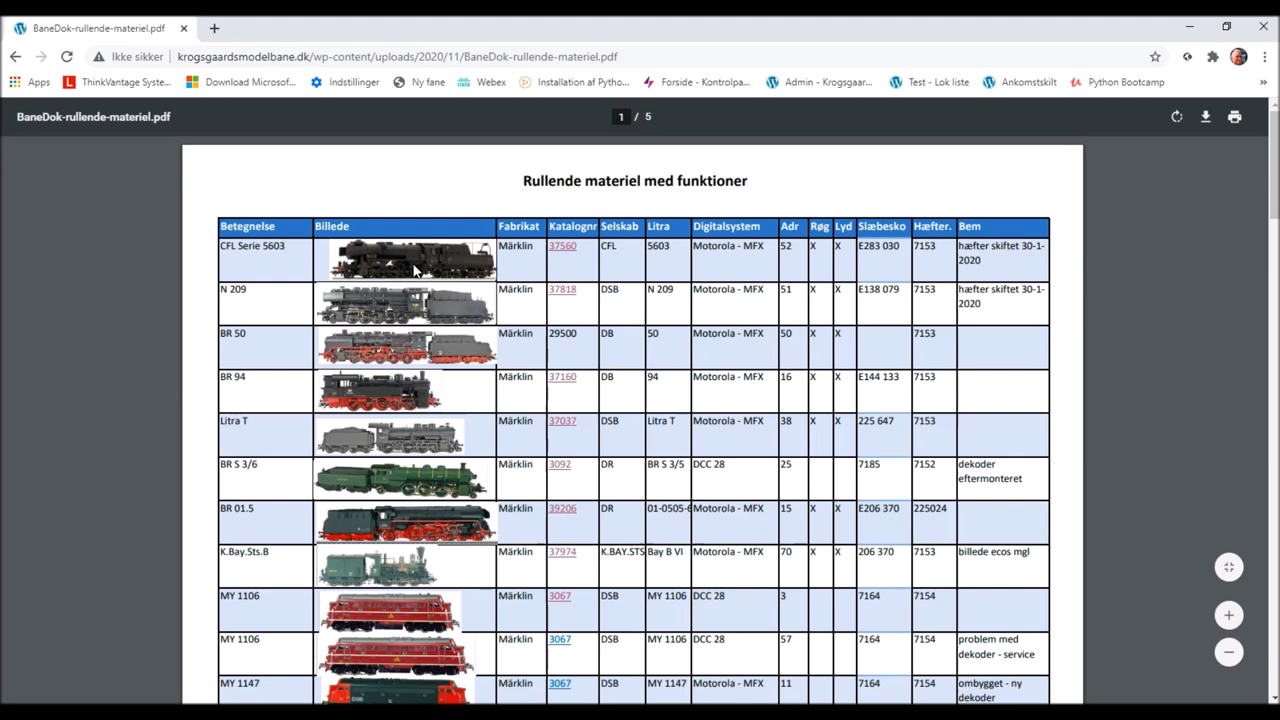 BaneDok-rullende-materiel.pdf
Ikke sikker krogsgaardsmodelbane.dk/wp-content/uploads/2020/11/BaneDok-rullende-materiel.pdf
Apps ThinkVantage Syste... Download Microsof... Indstillinger Ny fane Webex Installation af Pytho... Forside - Kontrolpa... Admin - Krogsgaar... Test - Lok liste Ankomstskilt Python Bootcamp
BaneDok-rullende-materiel.pdf 1 / 5
Rullende materiel med funktioner
Betegnelse Billede Fabrikat Katalognr Selskab Litra Digitalsystem Adr Røg Lyd Slæbesko Hæfter. Bem
CFL Serie 5603 Märklin 37560 CFL 5603 Motorola - MFX 52 X X E283 030 7153 hæfter skiftet 30-1-
2020
N 209 Märklin 37818 DSB N 209 Motorola - MFX 51 X X E138 079 7153 hæfter skiftet 30-1-
2020
BR 50 Märklin 29500 DB 50 Motorola - MFX 50 X X 7153
BR 94 Märklin 37160 DB 94 Motorola - MFX 16 X X E144 133 7153
Litra T Märklin 37037 DSB Litra T Motorola - MFX 38 X X 225 647 7153
BR S 3/6 Märklin 3092 DR BR S 3/5 DCC 28 25 7185 7152 dekoder
eftermonteret
BR 01.5 Märklin 39206 DR 01-0505-6 Motorola - MFX 15 X X E206 370 225024
K.Bay.Sts.B Märklin 37974 K.BAY.STS Bay B VI Motorola - MFX 70 X X 206 370 7153 billede ecos mgl
MY 1106 Märklin 3067 DSB MY 1106 DCC 28 3 7164 7154
MY 1106 Märklin 3067 DSB MY 1106 DCC 28 57 7164 7154 problem med
dekoder - service
MY 1147 Märklin 3067 DSB MY 1147 DCC 28 11 7164 7154 ombygget - ny
dekoder